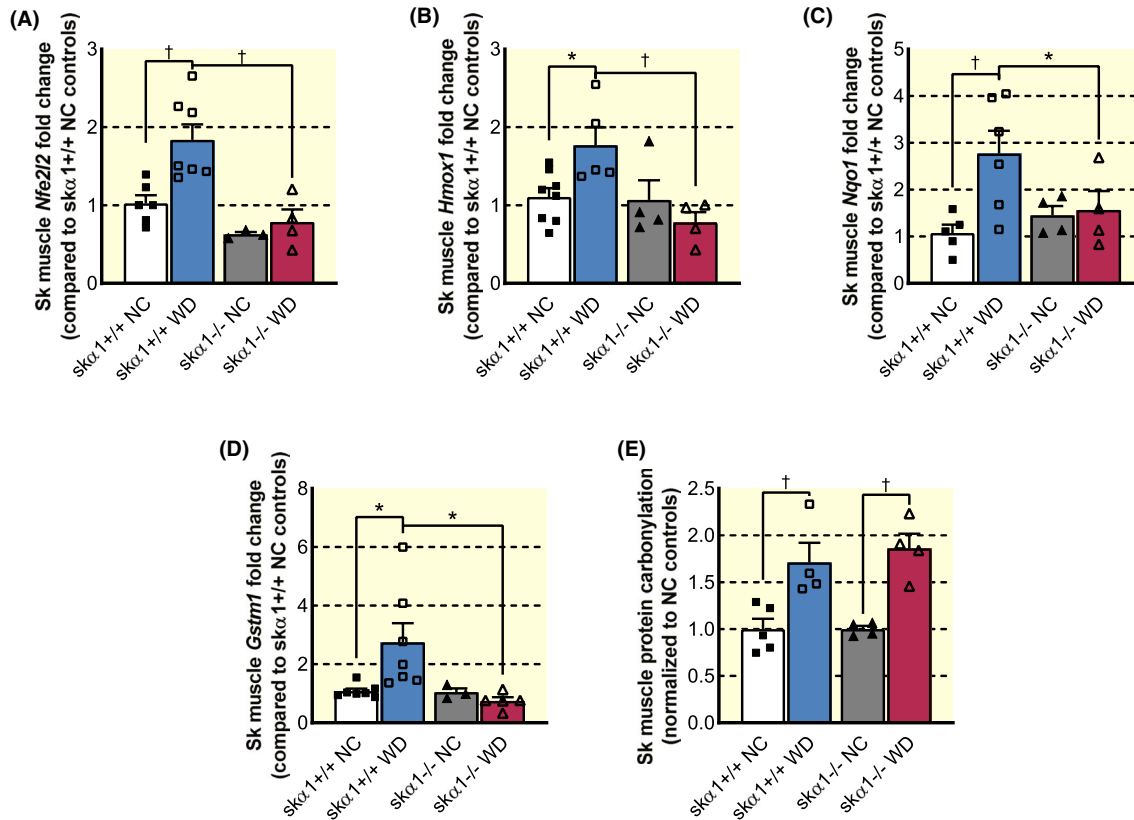 (A)
Sk muscle Nfe2l2 fold change
(compared to skα1+/+ NC controls)
3
2
1
0
†
†
skα1+/+ NC
skα1+/+ WD
skα1-/- NC
skα1-/- WD
(B)
Sk muscle Hmox1 fold change
(compared to skα1+/+ NC controls)
3
2
1
0
*
†
skα1+/+ NC
skα1+/+ WD
skα1-/- NC
skα1-/- WD
(C)
Sk muscle Nqo1 fold change
(compared to skα1+/+ NC controls)
5
4
3
2
1
0
†
*
skα1+/+ NC
skα1+/+ WD
skα1-/- NC
skα1-/- WD
(D)
Sk muscle Gstm1 fold change
(compared to skα1+/+ NC controls)
8
6
4
2
0
*
*
skα1+/+ NC
skα1+/+ WD
skα1-/- NC
skα1-/- WD
(E)
Sk muscle protein carbonylation
(normalized to NC controls)
2.5
2.0
1.5
1.0
0.5
0.0
†
†
skα1+/+ NC
skα1+/+ WD
skα1-/- NC
skα1-/- WD